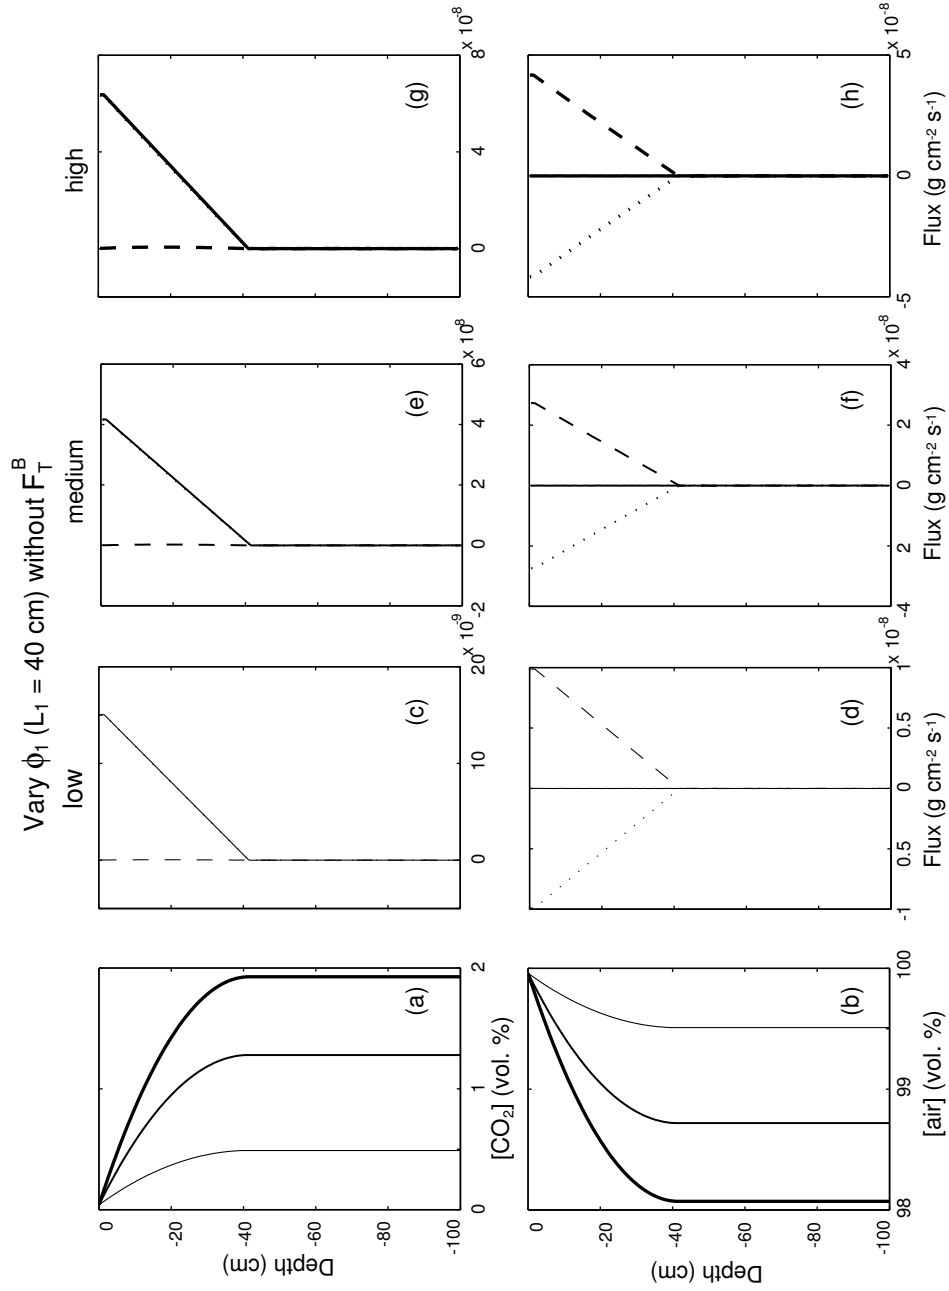 Vary ϕ₁ (L₁ = 40 cm) without F_T^B
low
medium
high
0
-20
-40
-60
-80
-100
Depth (cm)
(a)
0
1
2
[CO₂] (vol. %)
(c)
0
10
20
x 10⁻⁹
(e)
-2
0
2
4
6
x 10⁸
(g)
0
4
8
x 10⁻⁸
0
-20
-40
-60
-80
-100
Depth (cm)
(b)
98
99
100
[air] (vol. %)
(d)
-1
0.5
0
0.5
1
x 10⁻⁸
Flux (g cm⁻² s⁻¹)
(f)
-4
2
0
2
4
x 10⁻⁸
Flux (g cm⁻² s⁻¹)
(h)
-5
0
5
x 10⁻⁸
Flux (g cm⁻² s⁻¹)